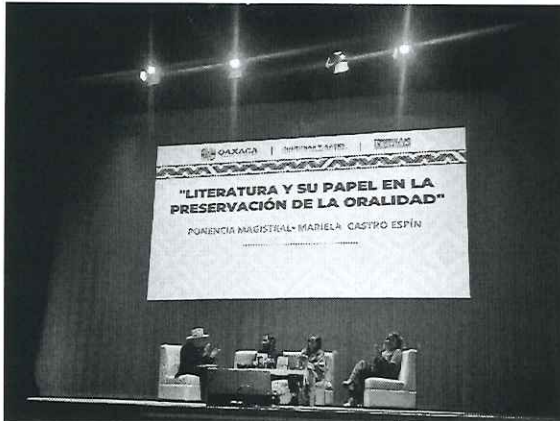 OAXACA
"LITERATURA Y SU PAPEL EN LA
PRESERVACIÓN DE LA ORALIDAD"
PONENCIA MAGISTRAL- MARIELA CASTRO ESPÍN